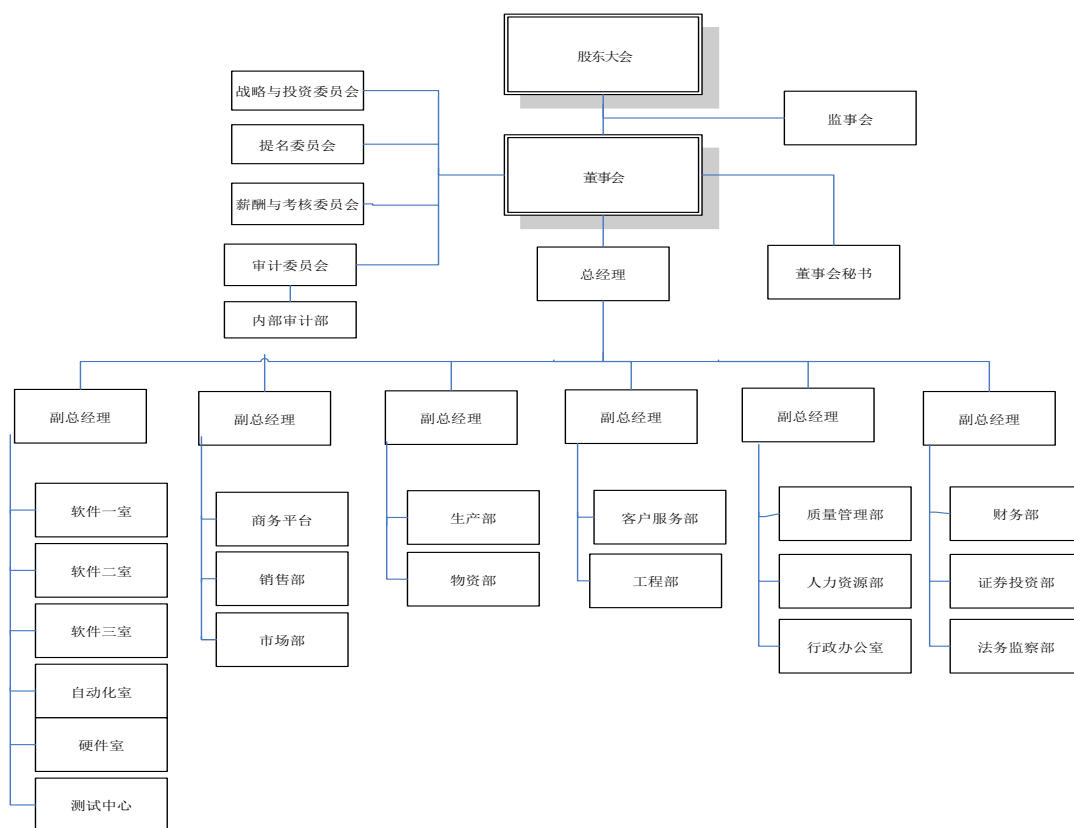 股东大会
战略与投资委员会
监事会
提名委员会
董事会
薪酬与考核委员会
审计委员会
总经理
董事会秘书
内部审计部
副总经理
副总经理
副总经理
副总经理
副总经理
副总经理
软件一室
商务平台
生产部
客户服务部
质量管理部
财务部
软件二室
销售部
物资部
工程部
人力资源部
证券投资部
软件三室
市场部
行政办公室
法务监察部
自动化室
硬件室
测试中心